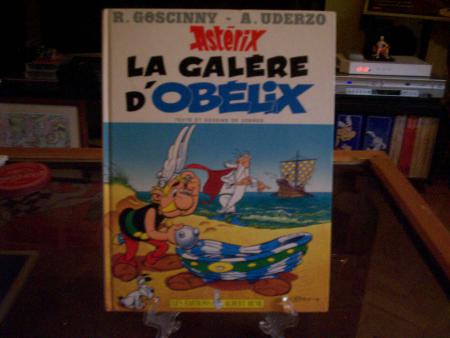 R. GOSCINNY - A. UDERZO
Astérix
LA GALÈRE
D'OBÉLIX
TEXTE ET DESSINS DE UDERZO
LES ÉDITIONS ALBERT RENÉ